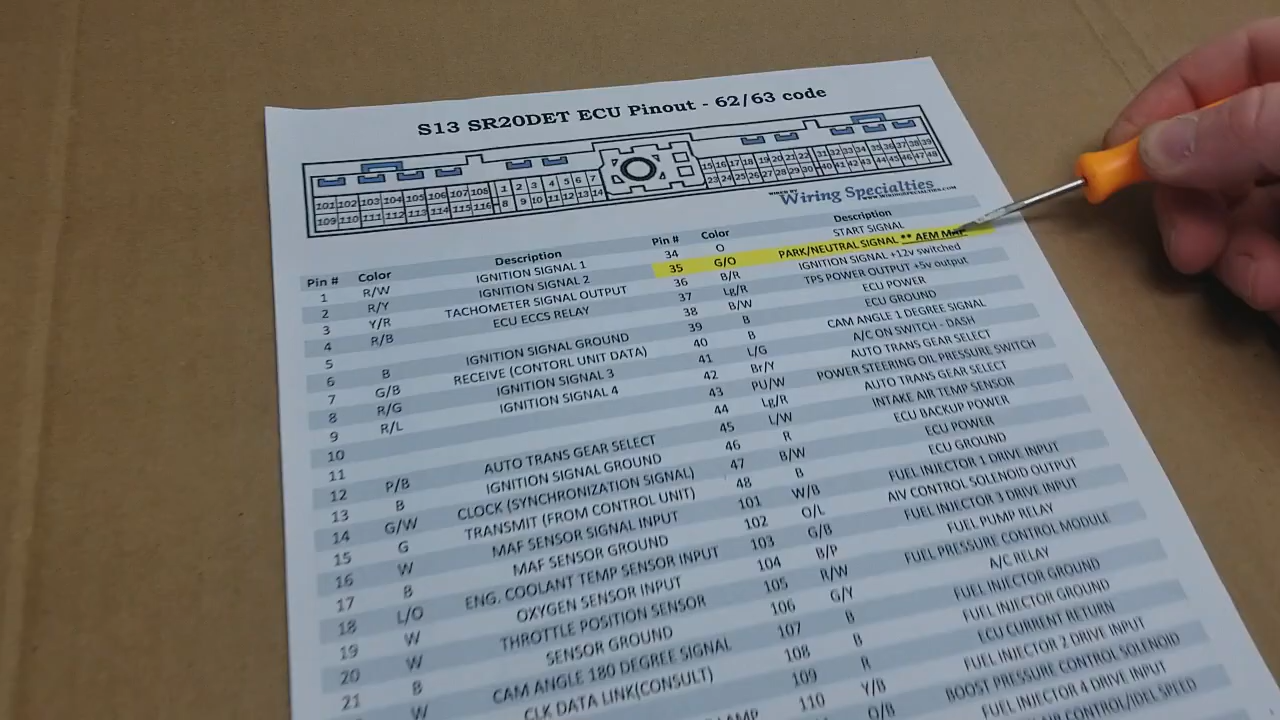 S13 SR20DET ECU Pinout - 62/63 code
101 102 103 104 105 106 107 108 1 2 3 4 5 6 7 15 16 17 18 19 20 21 22 31 32 33 34 35 36 37 38 39
109 110 111 112 113 114 115 116 8 9 10 11 12 13 14 23 24 25 26 27 28 29 30 40 41 42 43 44 45 46 47 48
WIRED BY Wiring Specialties WWW.WIRINGSPECIALTIES.COM
Pin # Color Description
1 R/W IGNITION SIGNAL 1
2 R/Y IGNITION SIGNAL 2
3 Y/R TACHOMETER SIGNAL OUTPUT
4 R/B ECU ECCS RELAY
5
6 B IGNITION SIGNAL GROUND
7 G/B RECEIVE (CONTORL UNIT DATA)
8 R/G IGNITION SIGNAL 3
9 R/L IGNITION SIGNAL 4
10
11
12 P/B AUTO TRANS GEAR SELECT
13 B IGNITION SIGNAL GROUND
14 G/W CLOCK (SYNCHRONIZATION SIGNAL)
15 G TRANSMIT (FROM CONTROL UNIT)
16 W MAF SENSOR SIGNAL INPUT
17 B MAF SENSOR GROUND
18 L/O ENG. COOLANT TEMP SENSOR INPUT
19 W OXYGEN SENSOR INPUT
20 W THROTTLE POSITION SENSOR
21 B SENSOR GROUND
W CAM ANGLE 180 DEGREE SIGNAL
CLK DATA LINK(CONSULT)
LAMP
Pin # Color Description
34 O START SIGNAL
35 G/O PARK/NEUTRAL SIGNAL ** AEM MAP
36 B/R IGNITION SIGNAL +12v switched
37 Lg/R TPS POWER OUTPUT +5v output
38 B/W ECU POWER
39 B ECU GROUND
40 B CAM ANGLE 1 DEGREE SIGNAL
41 L/G A/C ON SWITCH - DASH
42 Br/Y AUTO TRANS GEAR SELECT
43 PU/W POWER STEERING OIL PRESSURE SWITCH
44 Lg/R AUTO TRANS GEAR SELECT
45 L/W INTAKE AIR TEMP SENSOR
46 R ECU BACKUP POWER
47 B/W ECU POWER
48 B ECU GROUND
101 W/B FUEL INJECTOR 1 DRIVE INPUT
102 O/L AIV CONTROL SOLENOID OUTPUT
103 G/B FUEL INJECTOR 3 DRIVE INPUT
104 B/P FUEL PUMP RELAY
105 R/W FUEL PRESSURE CONTROL MODULE
106 G/Y A/C RELAY
107 B FUEL INJECTOR GROUND
108 B FUEL INJECTOR GROUND
109 R ECU CURRENT RETURN
110 Y/B FUEL INJECTOR 2 DRIVE INPUT
O/B BOOST PRESSURE CONTROL SOLENOID
FUEL INJECTOR 4 DRIVE INPUT
CONTROL/IDEL SPEED